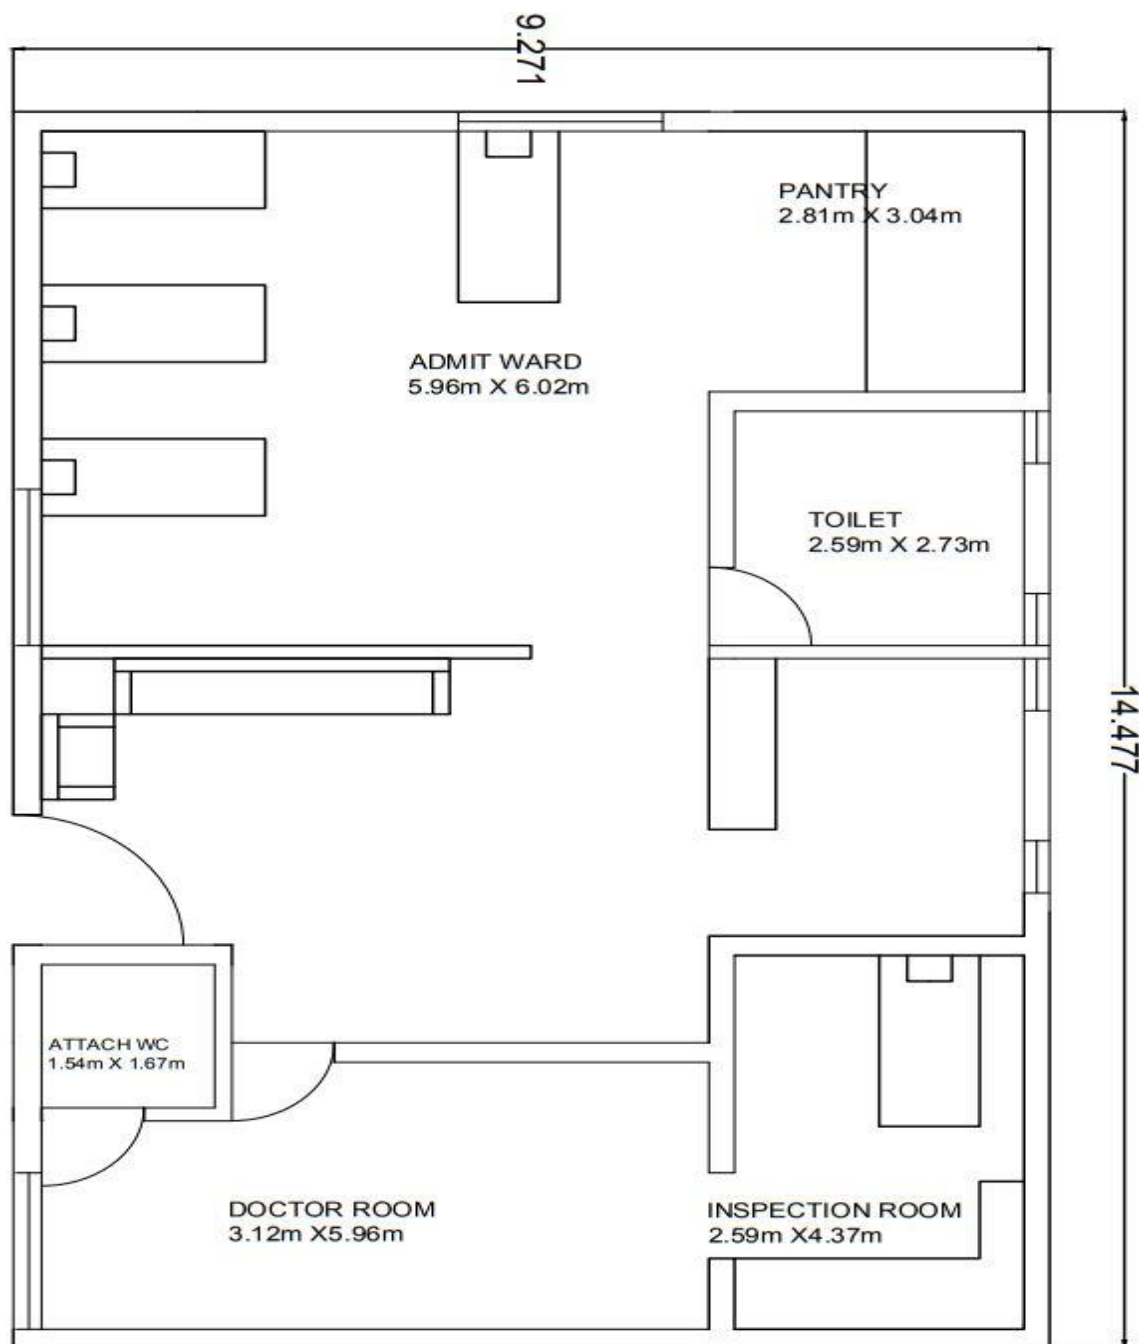 9.271
PANTRY
2.81m X 3.04m
ADMIT WARD
5.96m X 6.02m
TOILET
2.59m X 2.73m
14.477
ATTACH WC
1.54m X 1.67m
DOCTOR ROOM
3.12m X5.96m
INSPECTION ROOM
2.59m X4.37m